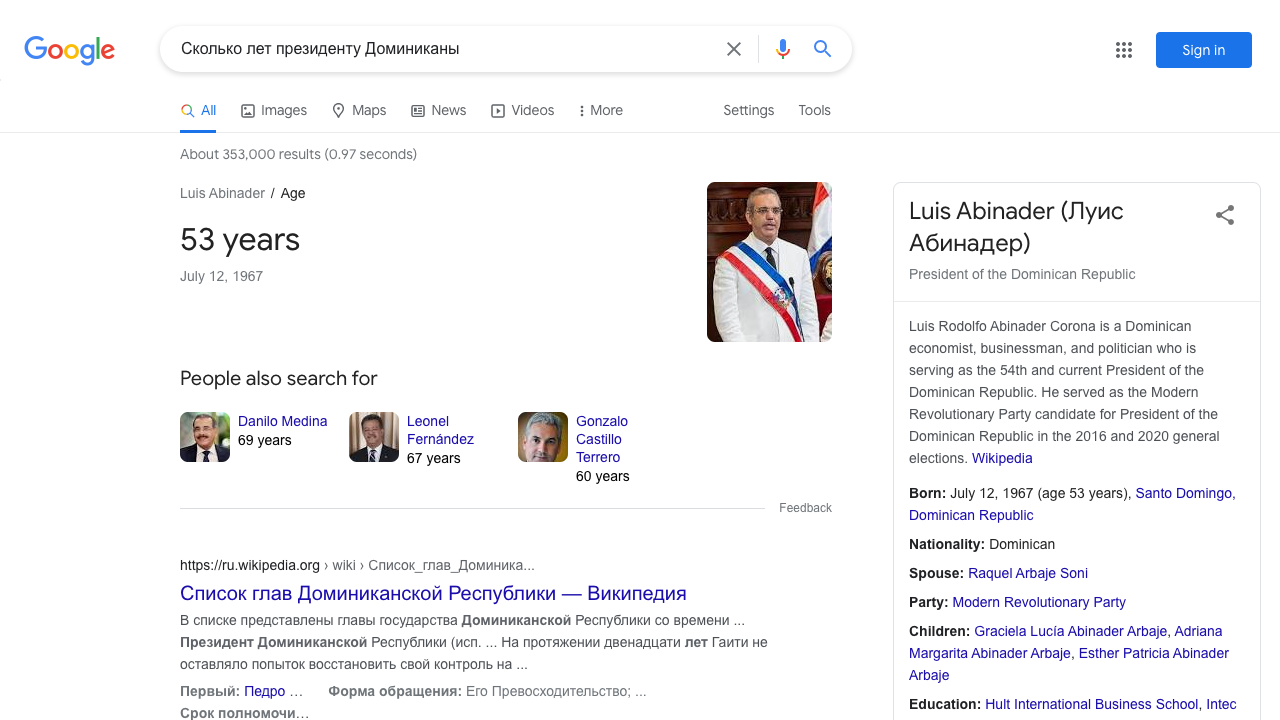 Google
Сколько лет президенту Доминиканы
Sign in
All
Images
Maps
News
Videos
More
Settings
Tools
About 353,000 results (0.97 seconds)
Luis Abinader / Age
53 years
July 12, 1967
People also search for
Danilo Medina
69 years
Leonel
Fernández
67 years
Gonzalo
Castillo
Terrero
60 years
Feedback
https://ru.wikipedia.org › wiki › Список_глав_Доминика...
Список глав Доминиканской Республики — Википедия
В списке представлены главы государства Доминиканской Республики со времени ...
Президент Доминиканской Республики (исп. ... На протяжении двенадцати лет Гаити не
оставляло попыток восстановить свой контроль на ...
Первый: Педро … Форма обращения: Его Превосходительство; ...
Срок полномочи…
Luis Abinader (Луис
Абинадер)
President of the Dominican Republic
Luis Rodolfo Abinader Corona is a Dominican
economist, businessman, and politician who is
serving as the 54th and current President of the
Dominican Republic. He served as the Modern
Revolutionary Party candidate for President of the
Dominican Republic in the 2016 and 2020 general
elections. Wikipedia
Born: July 12, 1967 (age 53 years), Santo Domingo,
Dominican Republic
Nationality: Dominican
Spouse: Raquel Arbaje Soni
Party: Modern Revolutionary Party
Children: Graciela Lucía Abinader Arbaje, Adriana
Margarita Abinader Arbaje, Esther Patricia Abinader
Arbaje
Education: Hult International Business School, Intec